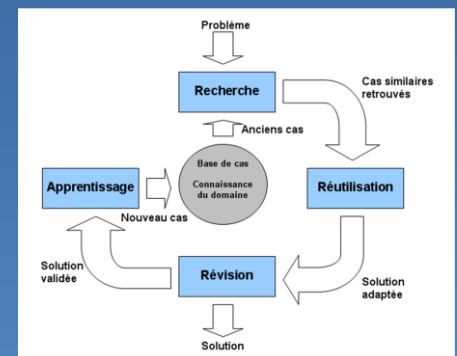 Problème
Recherche
Cas similaires
retrouvés
Anciens cas
Base de cas
Connaissance
du domaine
Apprentissage
Réutilisation
Nouveau cas
Solution
validée
Révision
Solution
adaptée
Solution